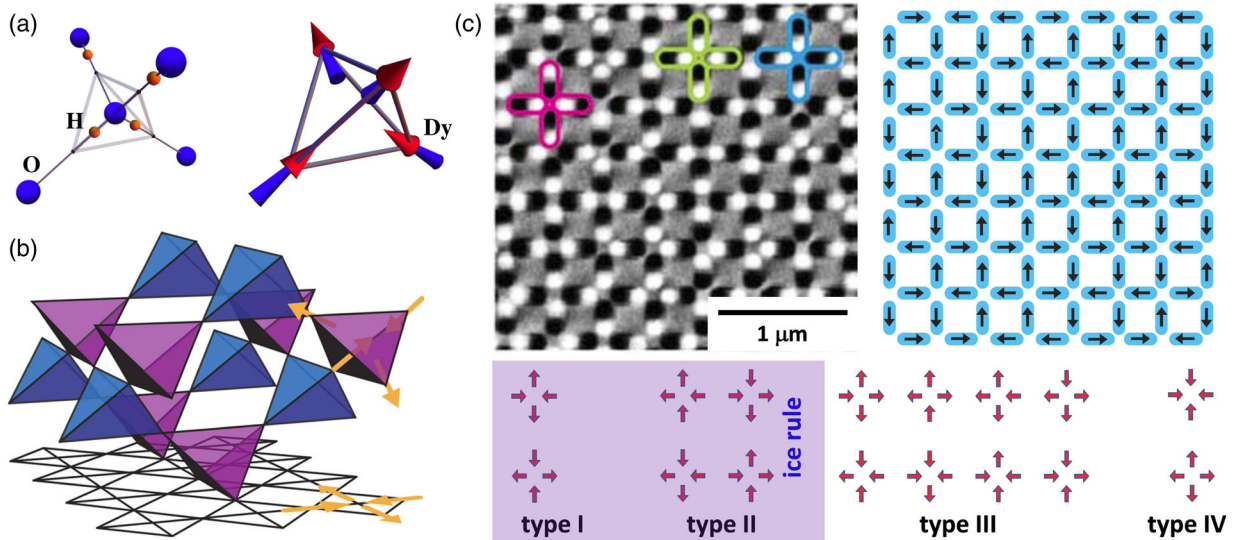 (a)
H
O
Dy
(b)
(c)
1 μm
ice rule
type I
type II
type III
type IV